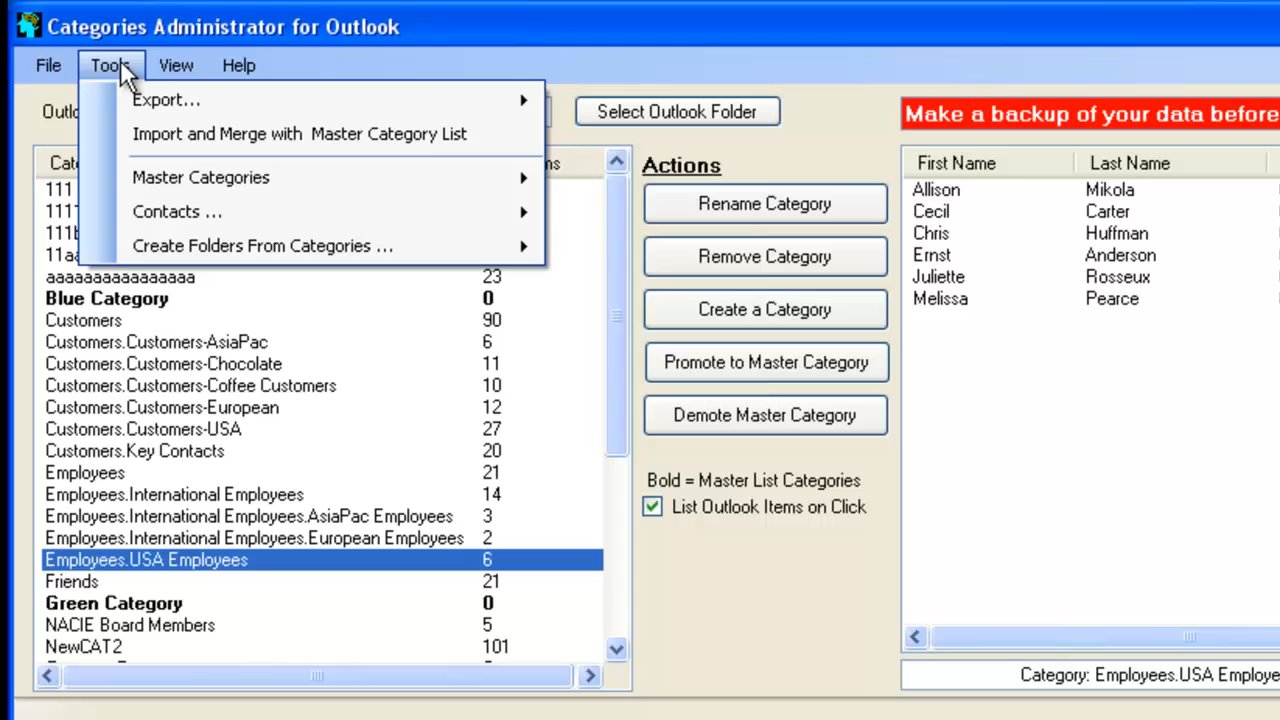 Categories Administrator for Outlook
File Tools View Help
Export...
Import and Merge with Master Category List
Master Categories
Contacts ...
Create Folders From Categories ...
Select Outlook Folder
Make a backup of your data before
Actions
Rename Category
Remove Category
Create a Category
Promote to Master Category
Demote Master Category
Bold = Master List Categories
List Outlook Items on Click
111
aaaaaaaaaaaaaaaa 23
Blue Category 0
Customers 90
Customers.Customers-AsiaPac 6
Customers.Customers-Chocolate 11
Customers.Customers-Coffee Customers 10
Customers.Customers-European 12
Customers.Customers-USA 27
Customers.Key Contacts 20
Employees 21
Employees.International Employees 14
Employees.International Employees.AsiaPac Employees 3
Employees.International Employees.European Employees 2
Employees.USA Employees 6
Friends 21
Green Category 0
NACIE Board Members 5
NewCAT2 101
First Name Last Name
Allison Mikola
Cecil Carter
Chris Huffman
Ernst Anderson
Juliette Rosseux
Melissa Pearce
Category: Employees.USA Employe